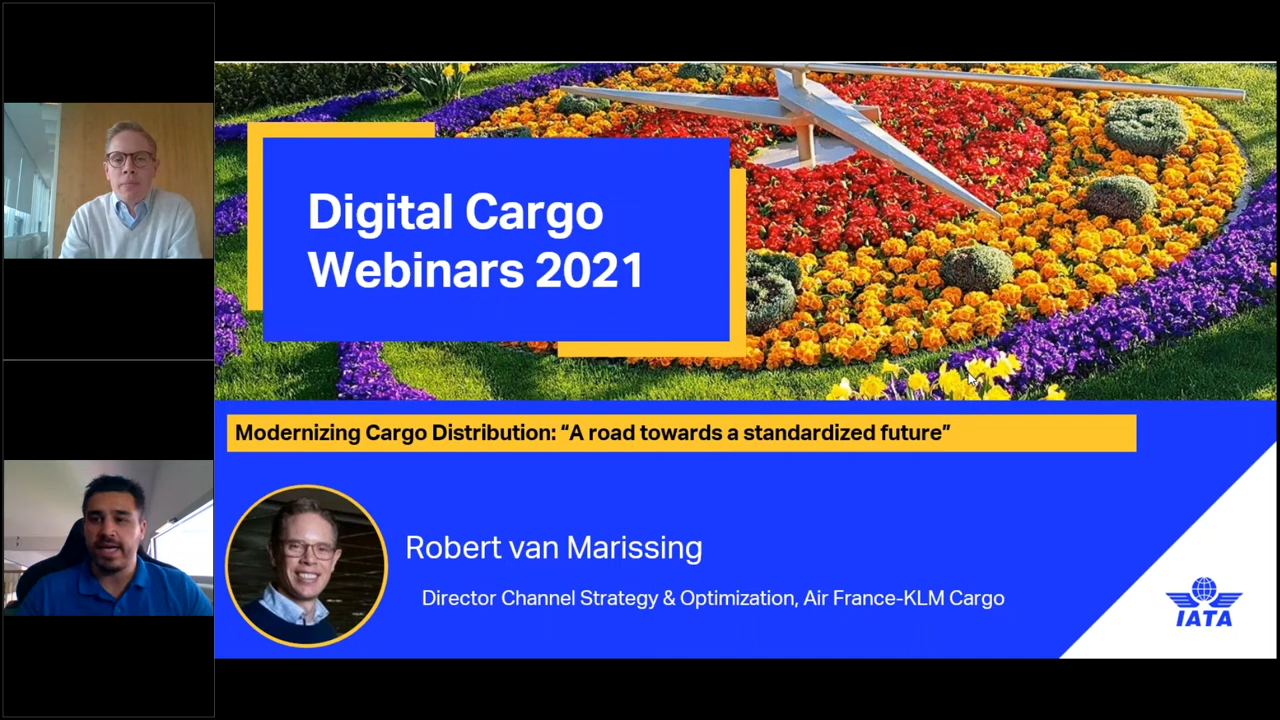 Digital Cargo
Webinars 2021
Modernizing Cargo Distribution: “A road towards a standardized future”
Robert van Marissing
Director Channel Strategy & Optimization, Air France-KLM Cargo
IATA